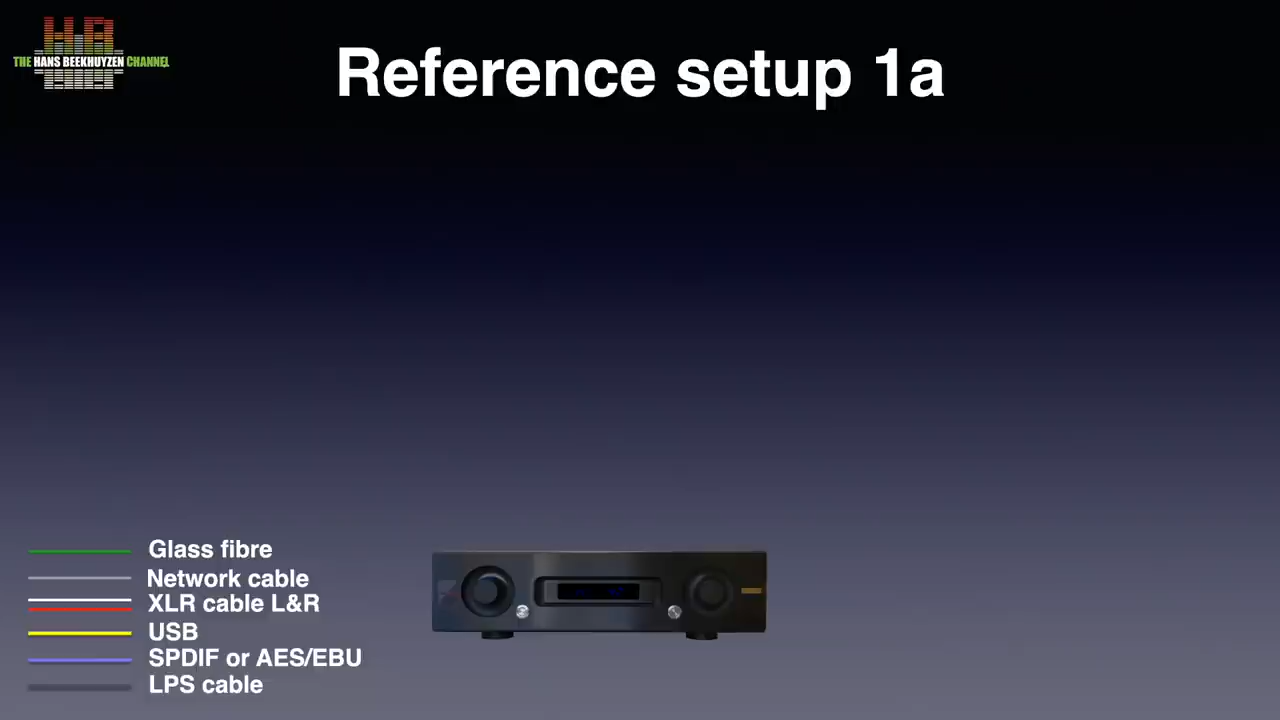 THE HANS BEEKHUYZEN CHANNEL
Reference setup 1a
Glass fibre
Network cable
XLR cable L&R
USB
SPDIF or AES/EBU
LPS cable